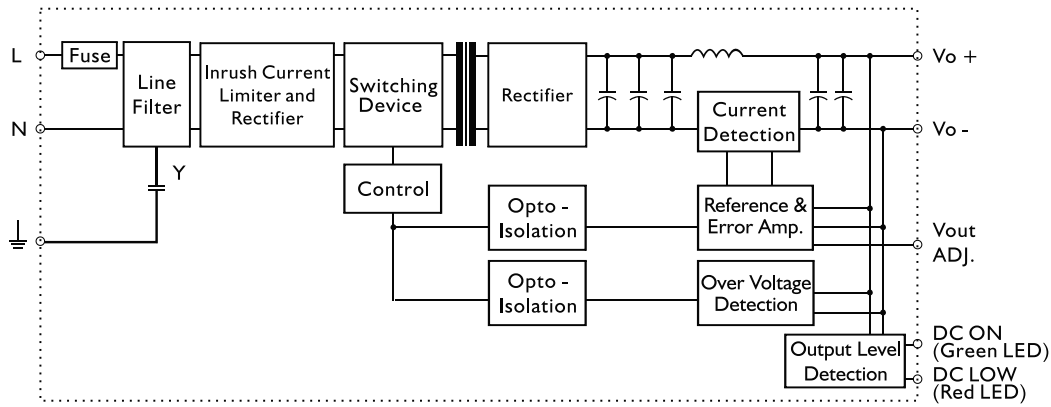 L
Fuse
Line
Filter
Inrush Current
Limiter and
Rectifier
Switching
Device
Rectifier
Vo +
N
Current
Detection
Vo -
Y
Control
Opto -
Isolation
Reference &
Error Amp.
Vout
ADJ.
Opto -
Isolation
Over Voltage
Detection
Output Level
Detection
DC ON
(Green LED)
DC LOW
(Red LED)